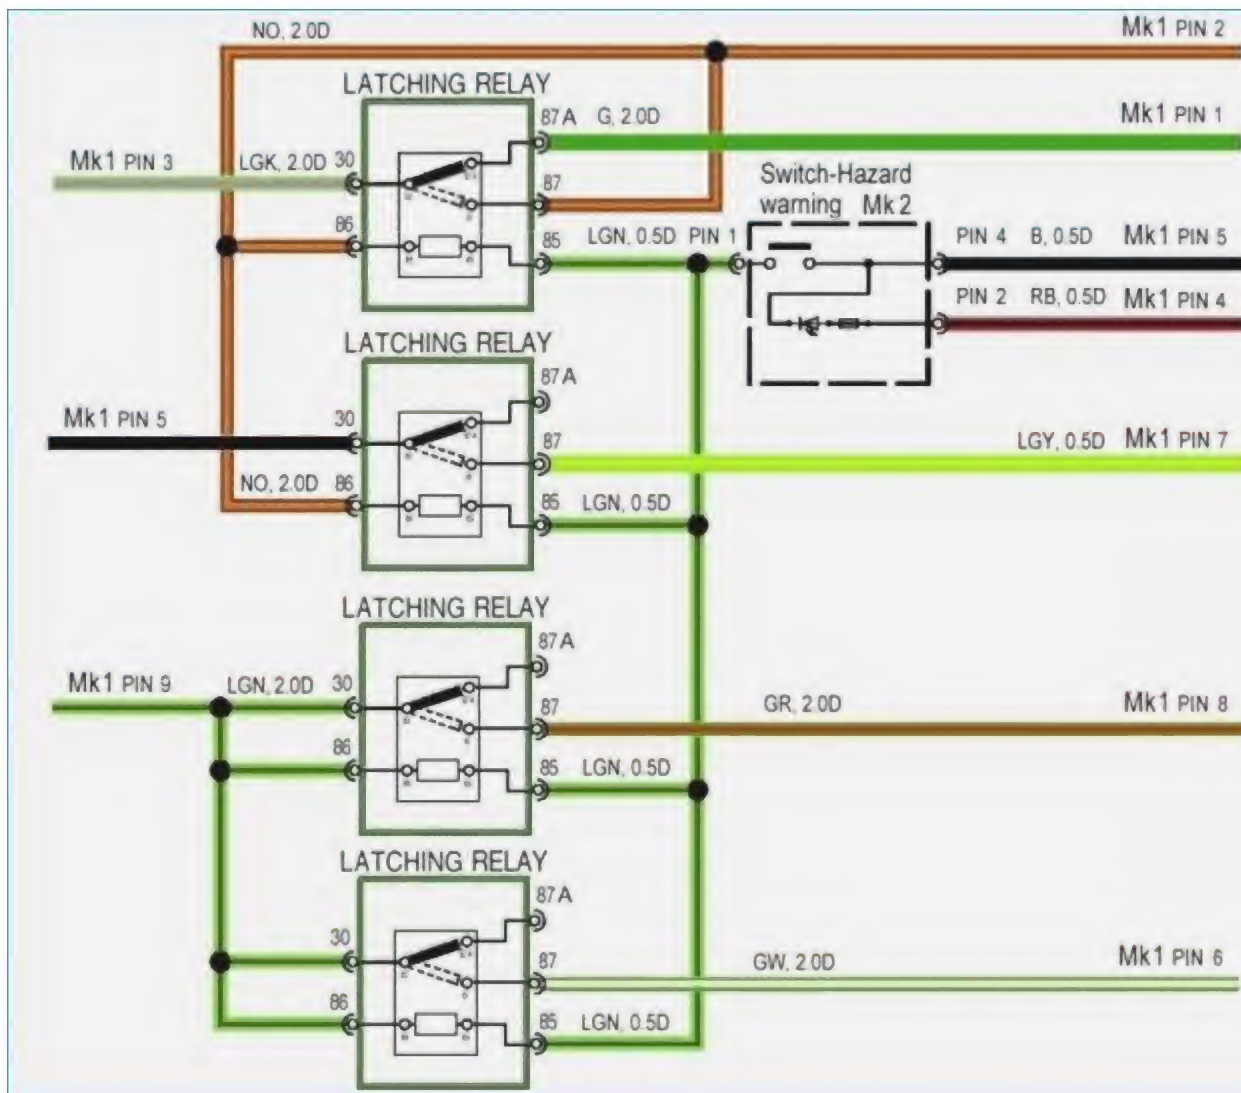 NO, 2.0D
Mk1 PIN 2
LATCHING RELAY
87A
G, 2.0D
Mk1 PIN 1
Mk1 PIN 3
LGK, 2.0D
30
87
Switch-Hazard
warning Mk2
86
85
LGN, 0.5D
PIN 1
PIN 4
B, 0.5D
Mk1 PIN 5
PIN 2
RB, 0.5D
Mk1 PIN 4
LATCHING RELAY
87A
Mk1 PIN 5
30
87
LGY, 0.5D
Mk1 PIN 7
NO, 2.0D
86
85
LGN, 0.5D
LATCHING RELAY
87A
Mk1 PIN 9
LGN, 2.0D
30
87
GR, 2.0D
Mk1 PIN 8
86
85
LGN, 0.5D
LATCHING RELAY
87A
30
87
GW, 2.0D
Mk1 PIN 6
86
85
LGN, 0.5D